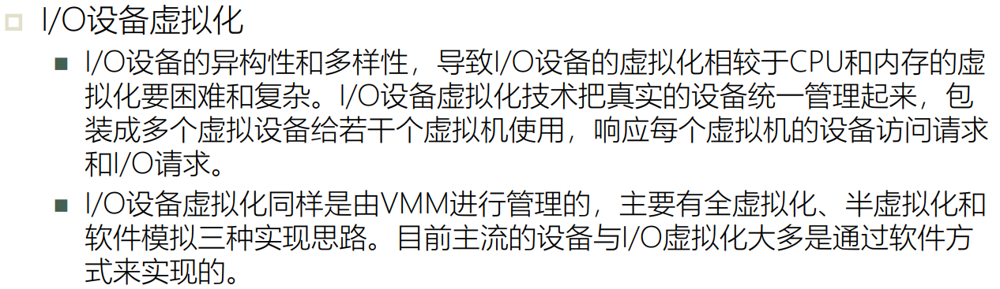 I/O设备虚拟化
I/O设备的异构性和多样性，导致I/O设备的虚拟化相较于CPU和内存的虚
拟化要困难和复杂。I/O设备虚拟化技术把真实的设备统一管理起来，包
装成多个虚拟设备给若干个虚拟机使用，响应每个虚拟机的设备访问请求
和I/O请求。
I/O设备虚拟化同样是由VMM进行管理的，主要有全虚拟化、半虚拟化和
软件模拟三种实现思路。目前主流的设备与I/O虚拟化大多是通过软件方
式来实现的。